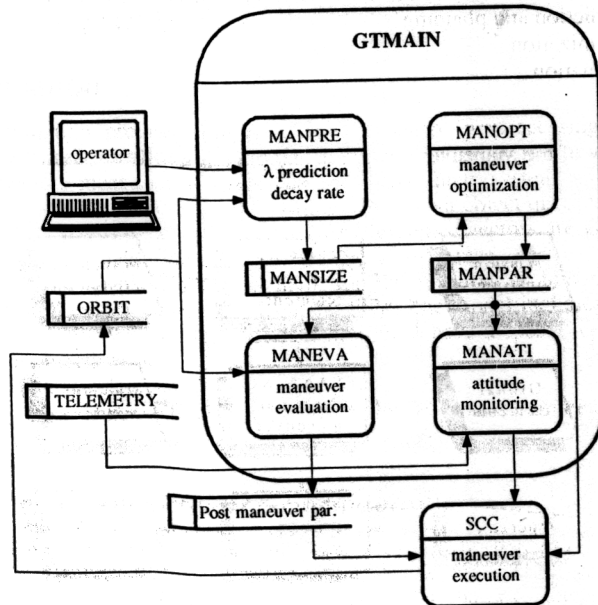 GTMAIN
operator
MANPRE
λ prediction
decay rate
MANOPT
maneuver
optimization
MANSIZE
MANPAR
ORBIT
MANEVA
maneuver
evaluation
MANATI
attitude
monitoring
TELEMETRY
Post maneuver par.
SCC
maneuver
execution